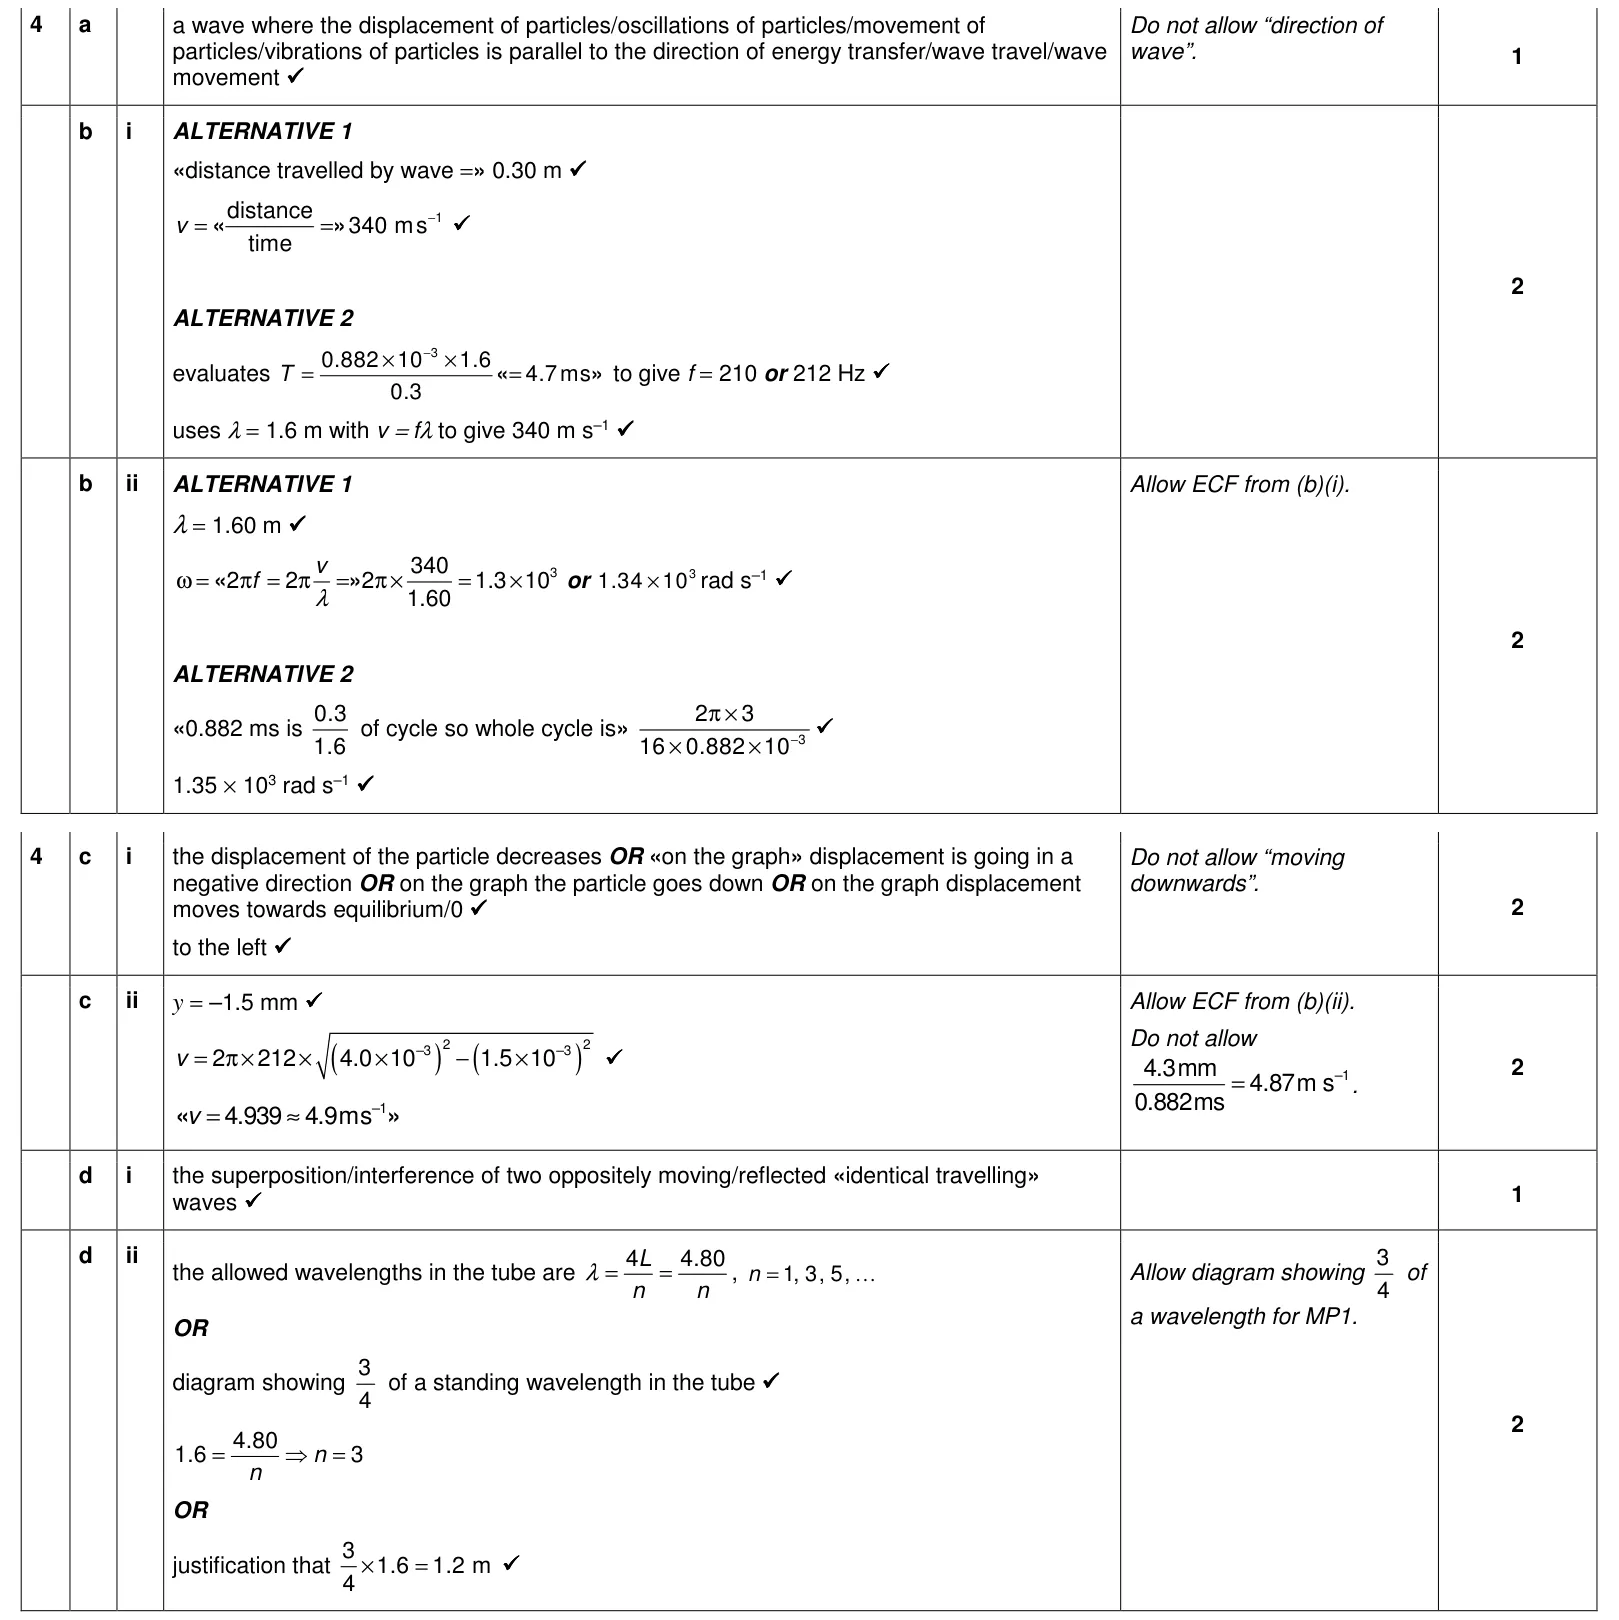 4 a a wave where the displacement of particles/oscillations of particles/movement of
particles/vibrations of particles is parallel to the direction of energy transfer/wave travel/wave
movement ✓
Do not allow “direction of
wave”.
1
b i ALTERNATIVE 1
«distance travelled by wave =» 0.30 m ✓
v = «distance/time =» 340 m s⁻¹ ✓
ALTERNATIVE 2
evaluates T = (0.882×10⁻³ ×1.6)/0.3 «= 4.7 ms» to give f = 210 or 212 Hz ✓
uses λ = 1.6 m with v = fλ to give 340 m s⁻¹ ✓
2
b ii ALTERNATIVE 1
λ = 1.60 m ✓
ω = «2πf = 2π v/λ =» 2π × 340/1.60 = 1.3 × 10³ or 1.34 × 10³ rad s⁻¹ ✓
ALTERNATIVE 2
«0.882 ms is 0.3/1.6 of cycle so whole cycle is» (2π × 3)/(16 × 0.882 × 10⁻³) ✓
1.35 × 10³ rad s⁻¹ ✓
Allow ECF from (b)(i).
2
4 c i the displacement of the particle decreases OR «on the graph» displacement is going in a
negative direction OR on the graph the particle goes down OR on the graph displacement
moves towards equilibrium/0 ✓
to the left ✓
Do not allow “moving
downwards”.
2
c ii y = –1.5 mm ✓
v = 2π × 212 × √((4.0×10⁻³)² − (1.5×10⁻³)²) ✓
«v = 4.939 ≈ 4.9 m s⁻¹»
Allow ECF from (b)(ii).
Do not allow
4.3 mm/0.882 ms = 4.87 m s⁻¹.
2
d i the superposition/interference of two oppositely moving/reflected «identical travelling»
waves ✓
1
d ii the allowed wavelengths in the tube are λ = 4L/n = 4.80/n, n = 1, 3, 5, …
OR
diagram showing 3/4 of a standing wavelength in the tube ✓
1.6 = 4.80/n ⇒ n = 3
OR
justification that 3/4 × 1.6 = 1.2 m ✓
Allow diagram showing 3/4 of
a wavelength for MP1.
2